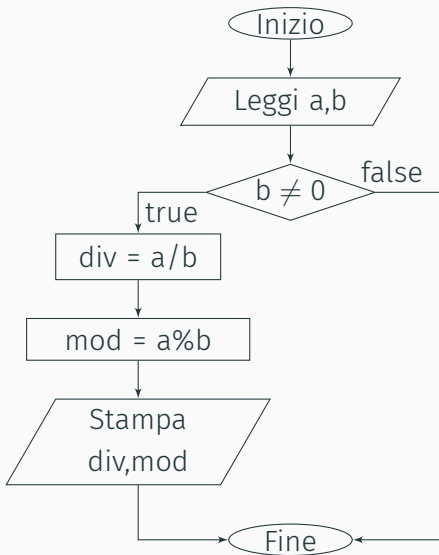 Inizio
Leggi a,b
b ≠ 0
false
true
div = a/b
mod = a%b
Stampa
div,mod
Fine